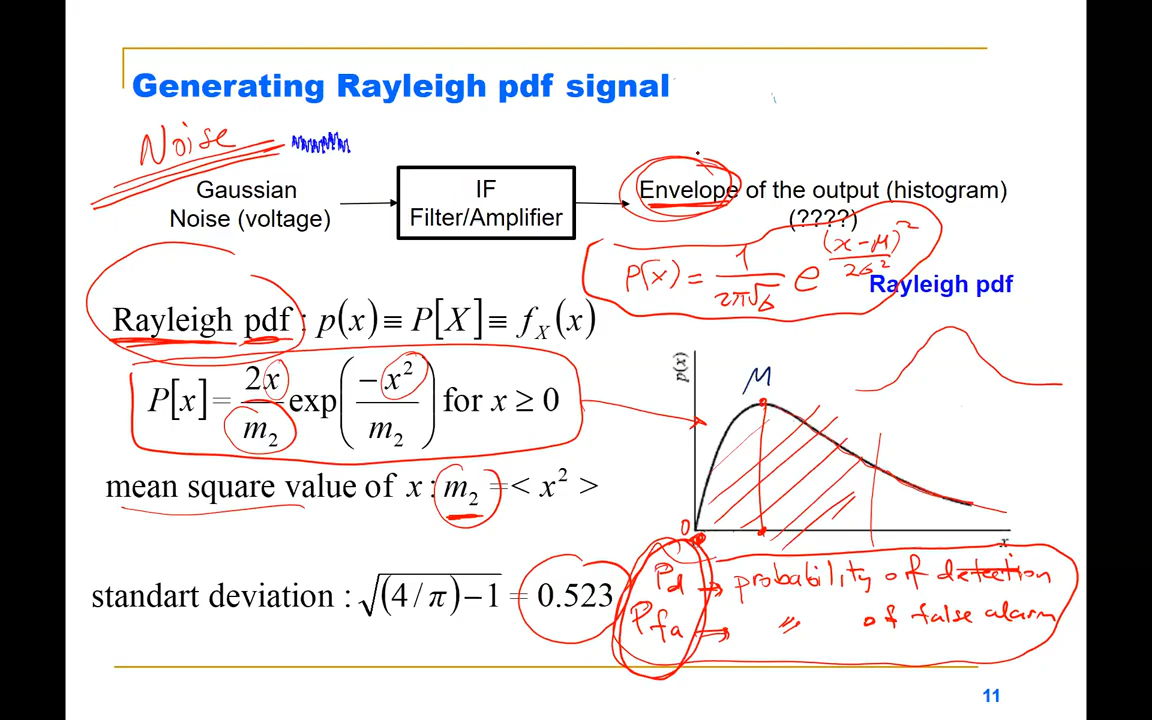 Generating Rayleigh pdf signal
Noise
Gaussian
Noise (voltage)
IF
Filter/Amplifier
Envelope of the output (histogram)
(????)
P(x) = 1/2π√6 e (x-μ)²/2σ²
Rayleigh pdf
Rayleigh pdf : p(x) ≡ P[X] ≡ f_X(x)
P[x] = 2x/m₂ exp(-x²/m₂) for x ≥ 0
mean square value of x : m₂ = < x² >
standart deviation : √(4/π)-1 = 0.523
p(x)
M
0
x
Pd → probability of detection
Pfa → 〃 of false alarm
11